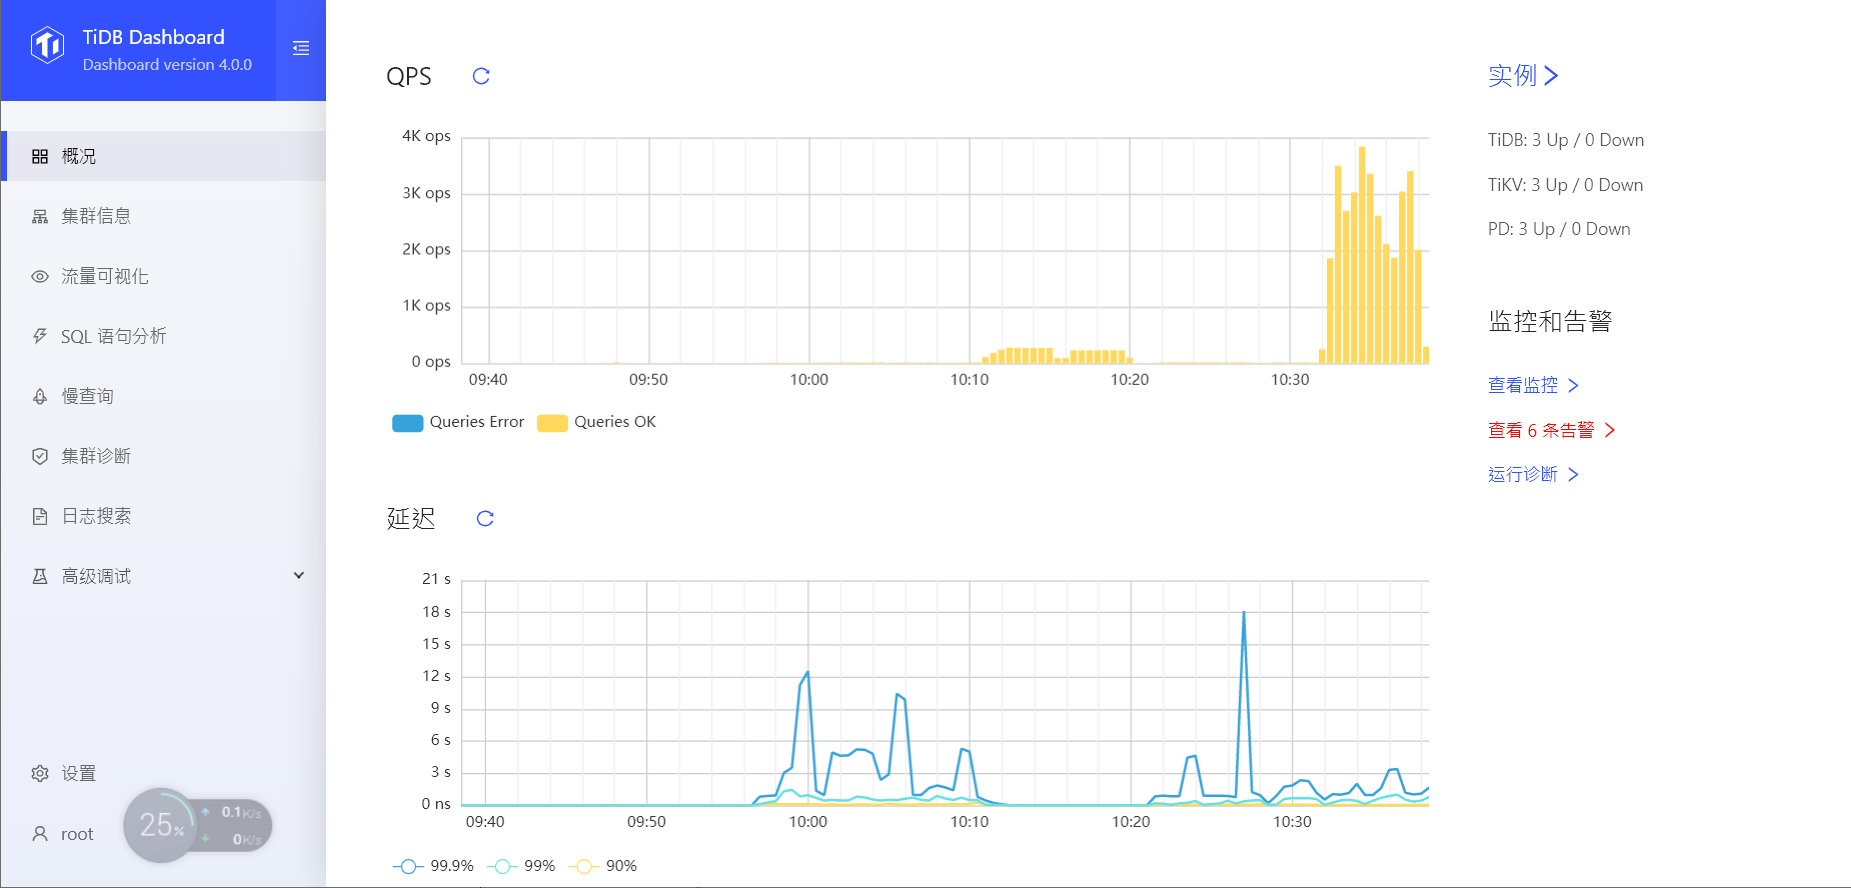 TiDB Dashboard
Dashboard version 4.0.0
概况
集群信息
流量可视化
SQL 语句分析
慢查询
集群诊断
日志搜索
高级调试
设置
root
25%
0.1K/s
0K/s
QPS
4K ops
3K ops
2K ops
1K ops
0 ops
09:40 09:50 10:00 10:10 10:20 10:30
Queries Error Queries OK
延迟
21 s
18 s
15 s
12 s
9 s
6 s
3 s
0 ns
09:40 09:50 10:00 10:10 10:20 10:30
99.9% 99% 90%
实例
TiDB: 3 Up / 0 Down
TiKV: 3 Up / 0 Down
PD: 3 Up / 0 Down
监控和告警
查看监控
查看 6 条告警
运行诊断